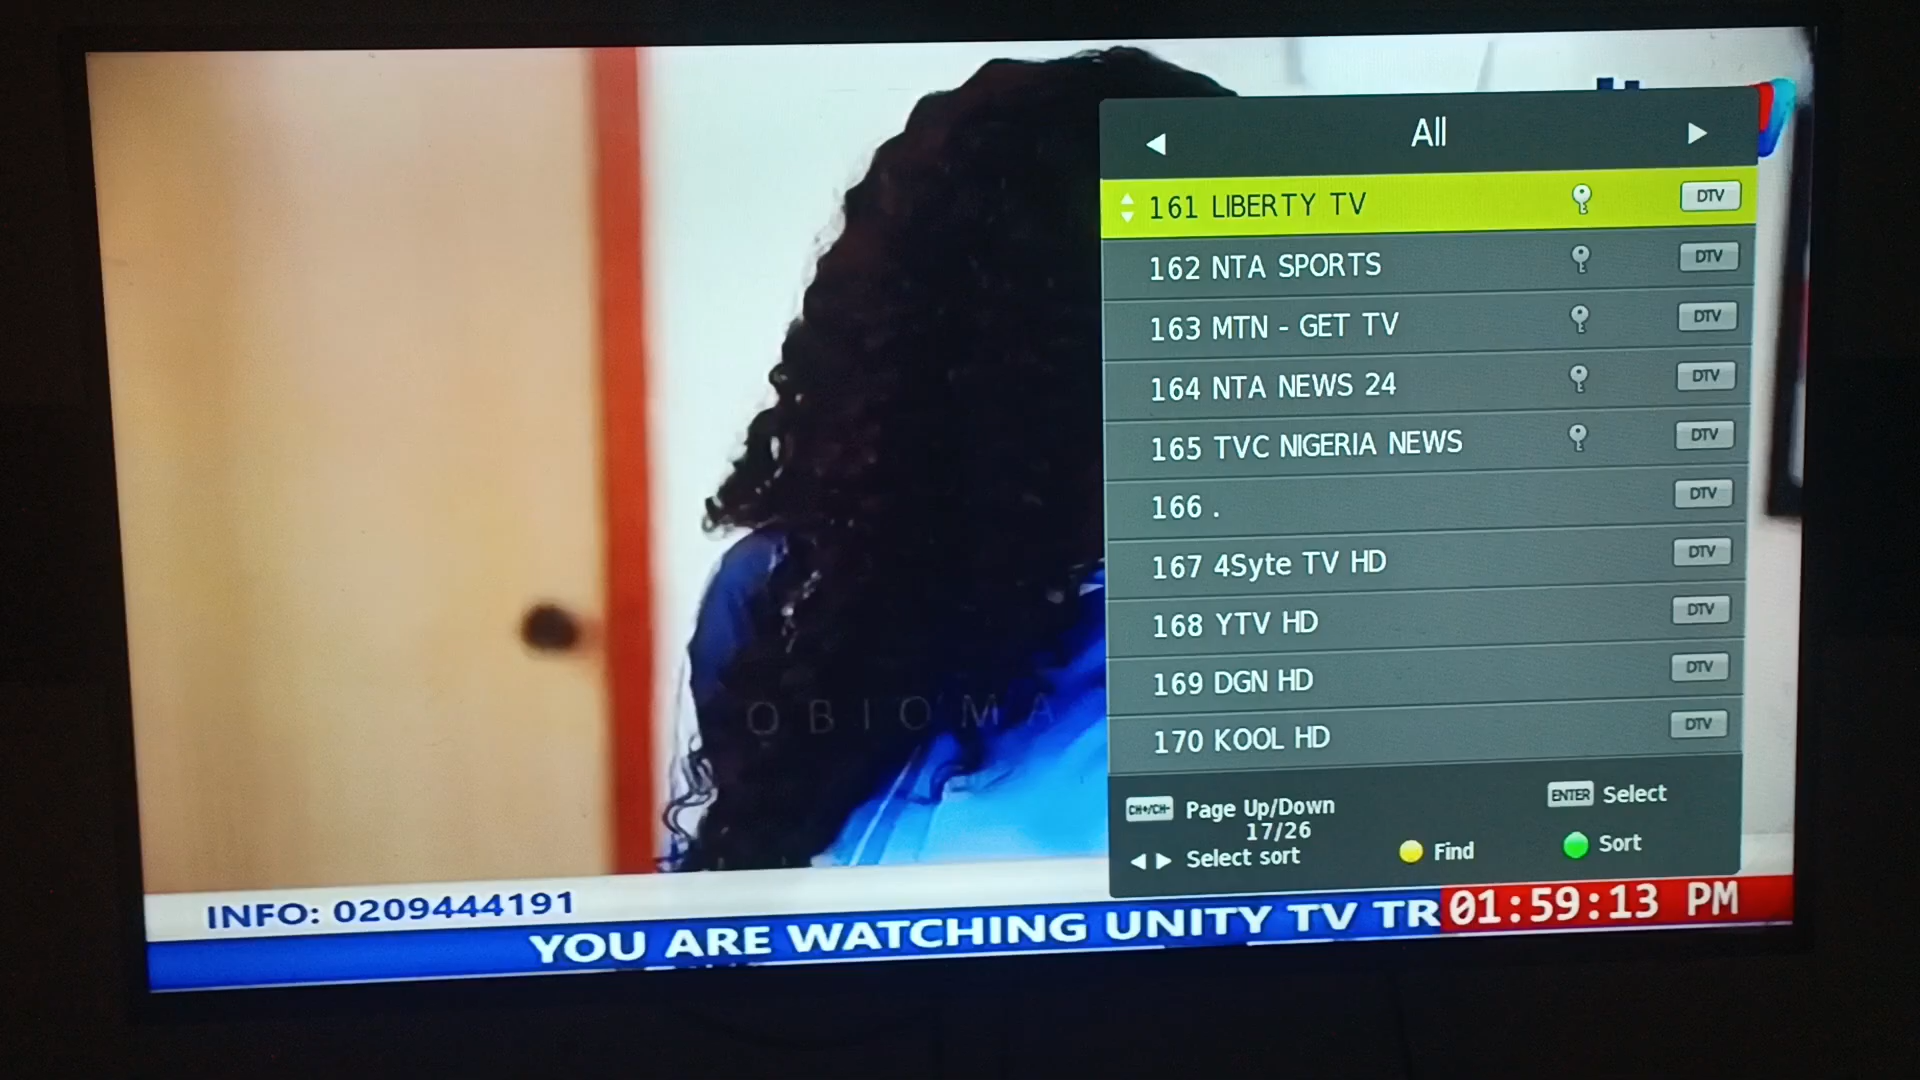 All
161 LIBERTY TV DTV
162 NTA SPORTS DTV
163 MTN - GET TV DTV
164 NTA NEWS 24 DTV
165 TVC NIGERIA NEWS DTV
166 . DTV
167 4Syte TV HD DTV
168 YTV HD DTV
169 DGN HD DTV
170 KOOL HD DTV
CH+/CH- Page Up/Down
ENTER Select
17/26
Select sort
Find
Sort
OBIOMA
INFO: 0209444191
YOU ARE WATCHING UNITY TV TR
01:59:13 PM